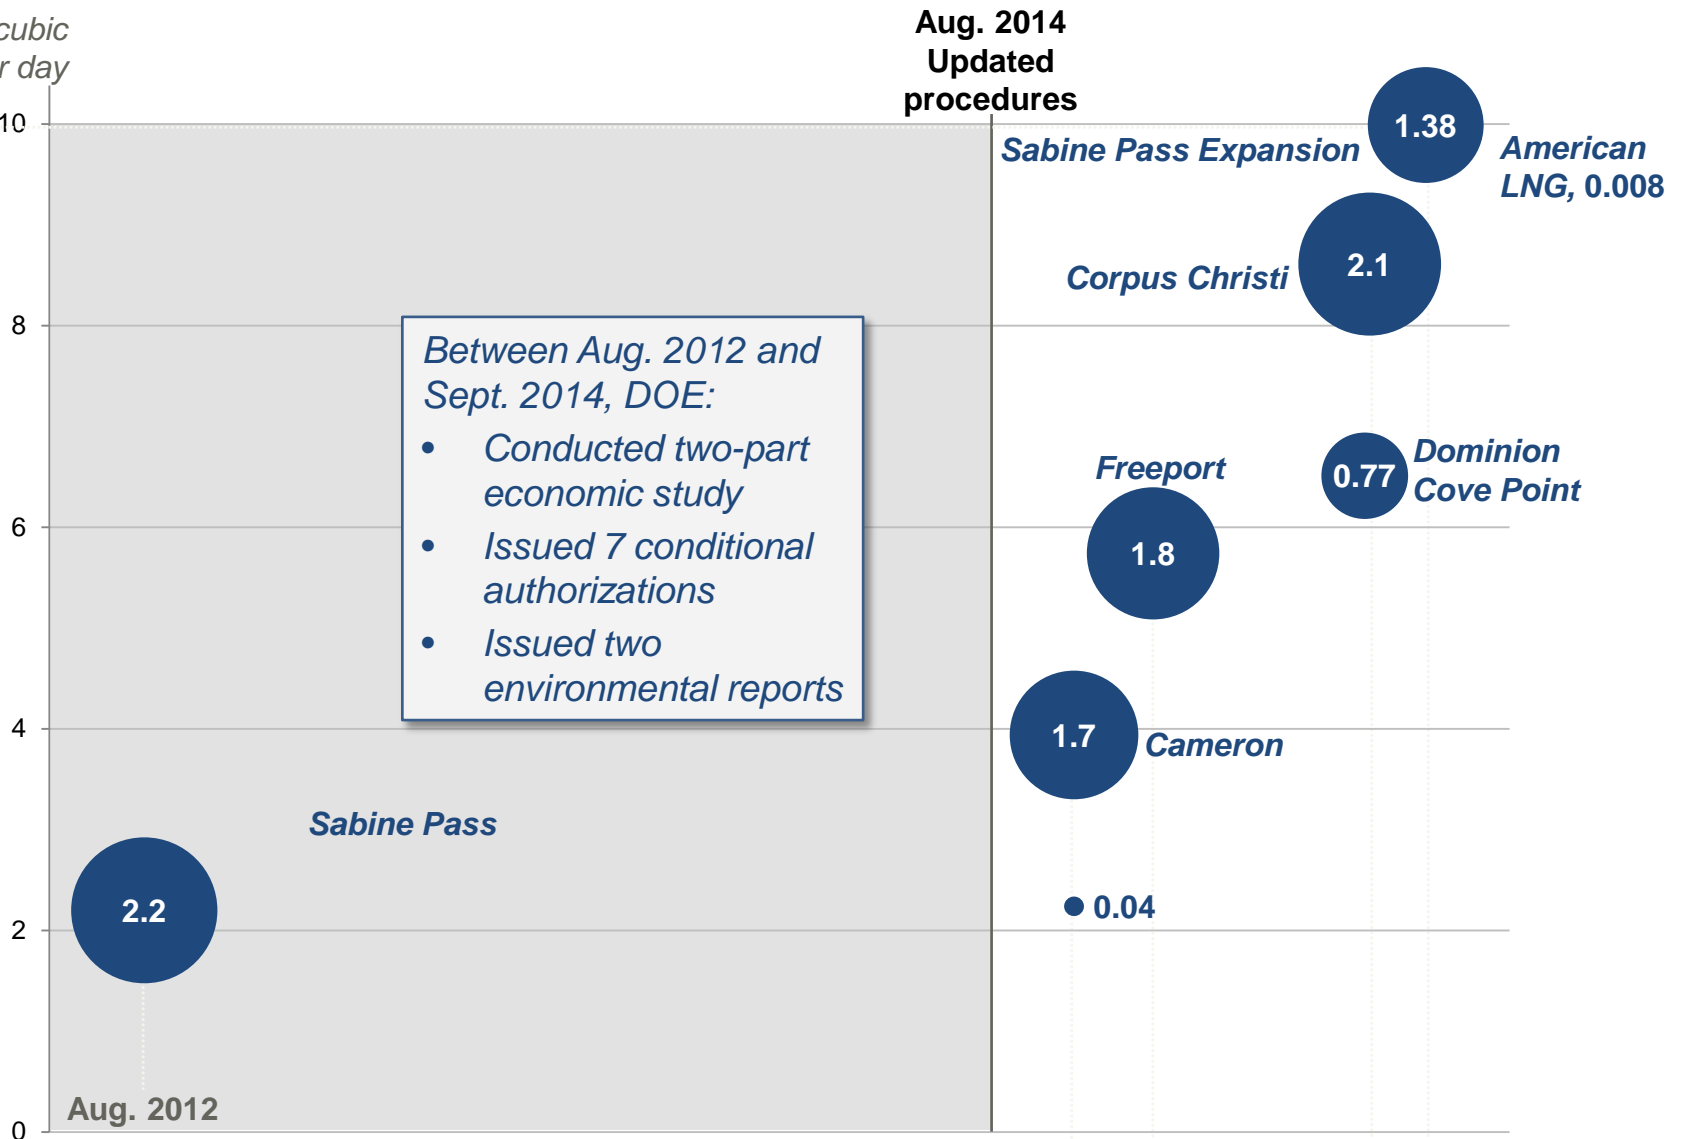 cubic
r day
Aug. 2014
Updated
procedures
10
8
6
4
2
0
Sabine Pass Expansion
1.38
American
LNG, 0.008
Corpus Christi
2.1
Between Aug. 2012 and
Sept. 2014, DOE:
• Conducted two-part
economic study
• Issued 7 conditional
authorizations
• Issued two
environmental reports
Freeport
1.8
0.77
Dominion
Cove Point
1.7
Cameron
Sabine Pass
2.2
0.04
Aug. 2012